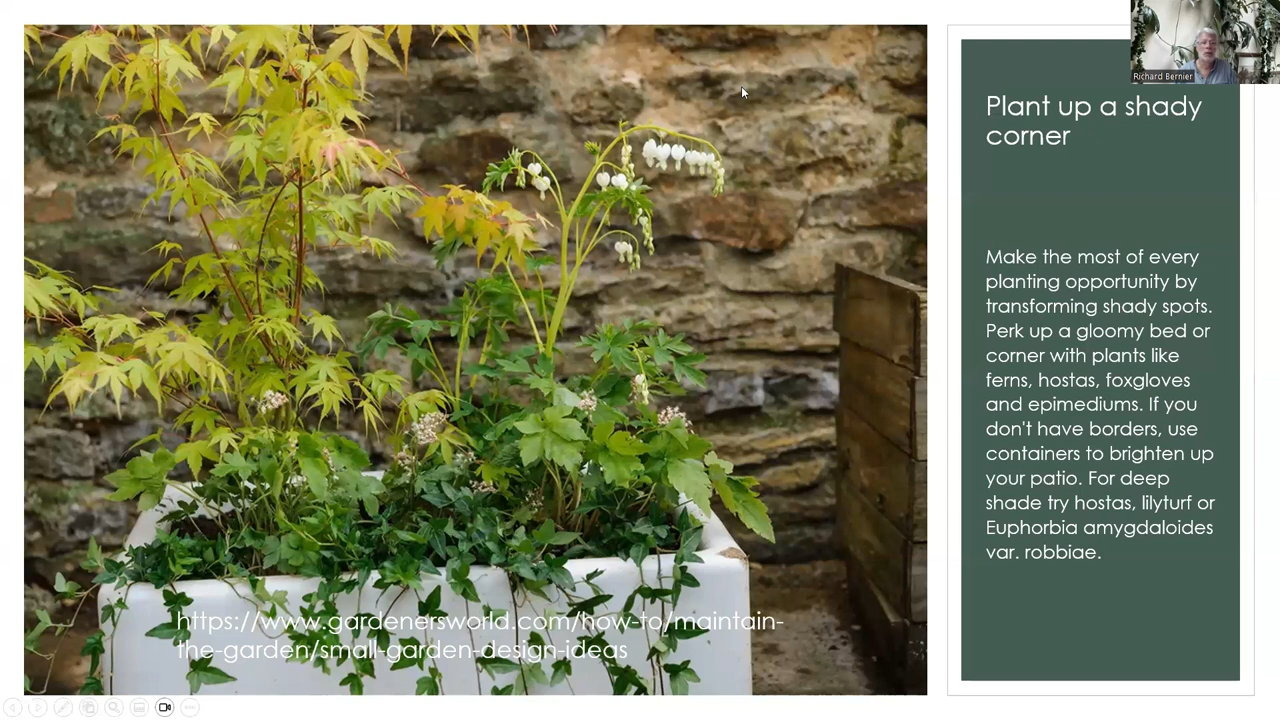 Richard Bernier
Plant up a shady
corner
Make the most of every
planting opportunity by
transforming shady spots.
Perk up a gloomy bed or
corner with plants like
ferns, hostas, foxgloves
and epimediums. If you
don't have borders, use
containers to brighten up
your patio. For deep
shade try hostas, lilyturf or
Euphorbia amygdaloides
var. robbiae.
https://www.gardenersworld.com/how-to/maintain-
the-garden/small-garden-design-ideas